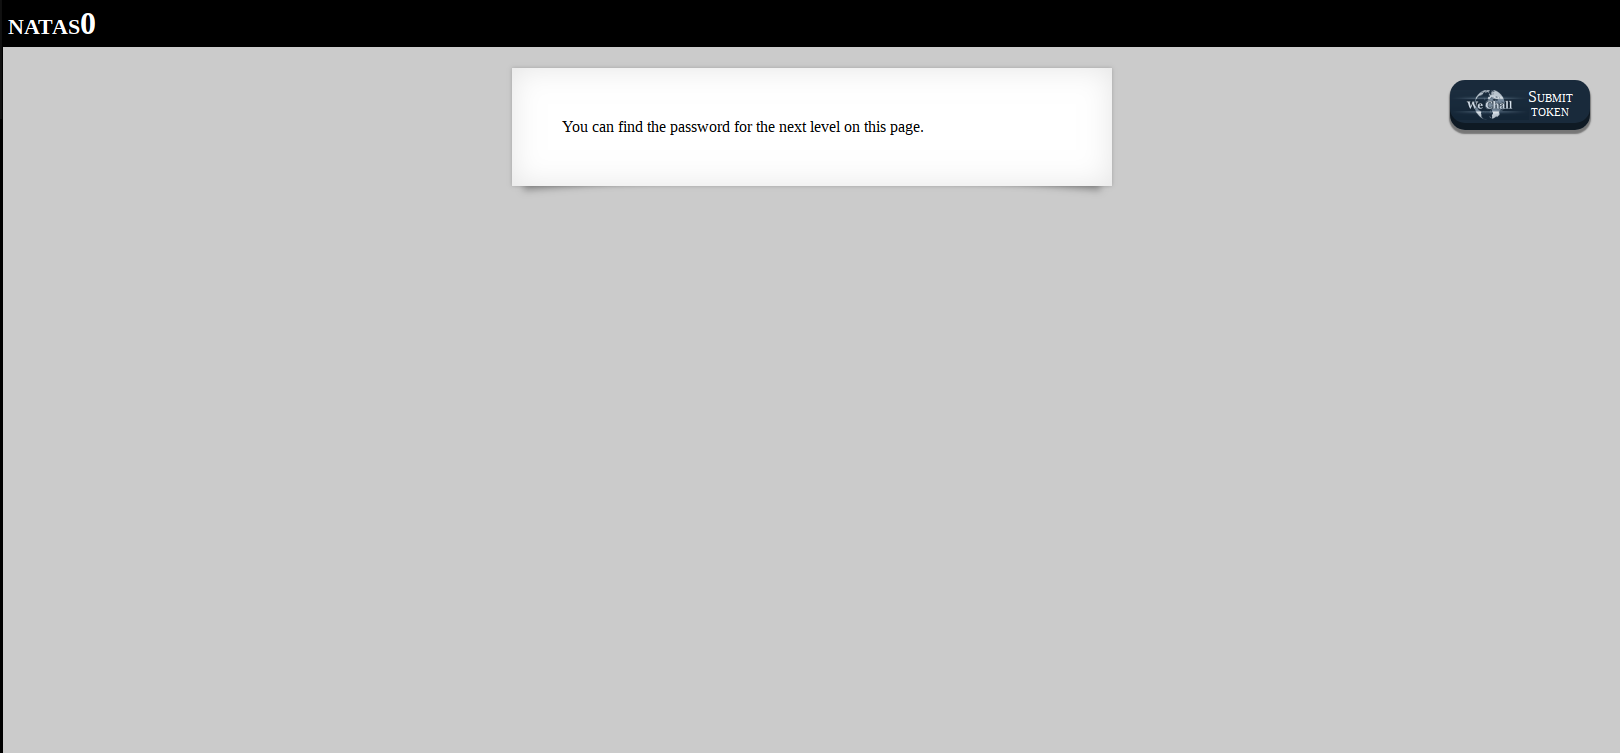 NATAS0
You can find the password for the next level on this page.
We Chall
SUBMIT
TOKEN